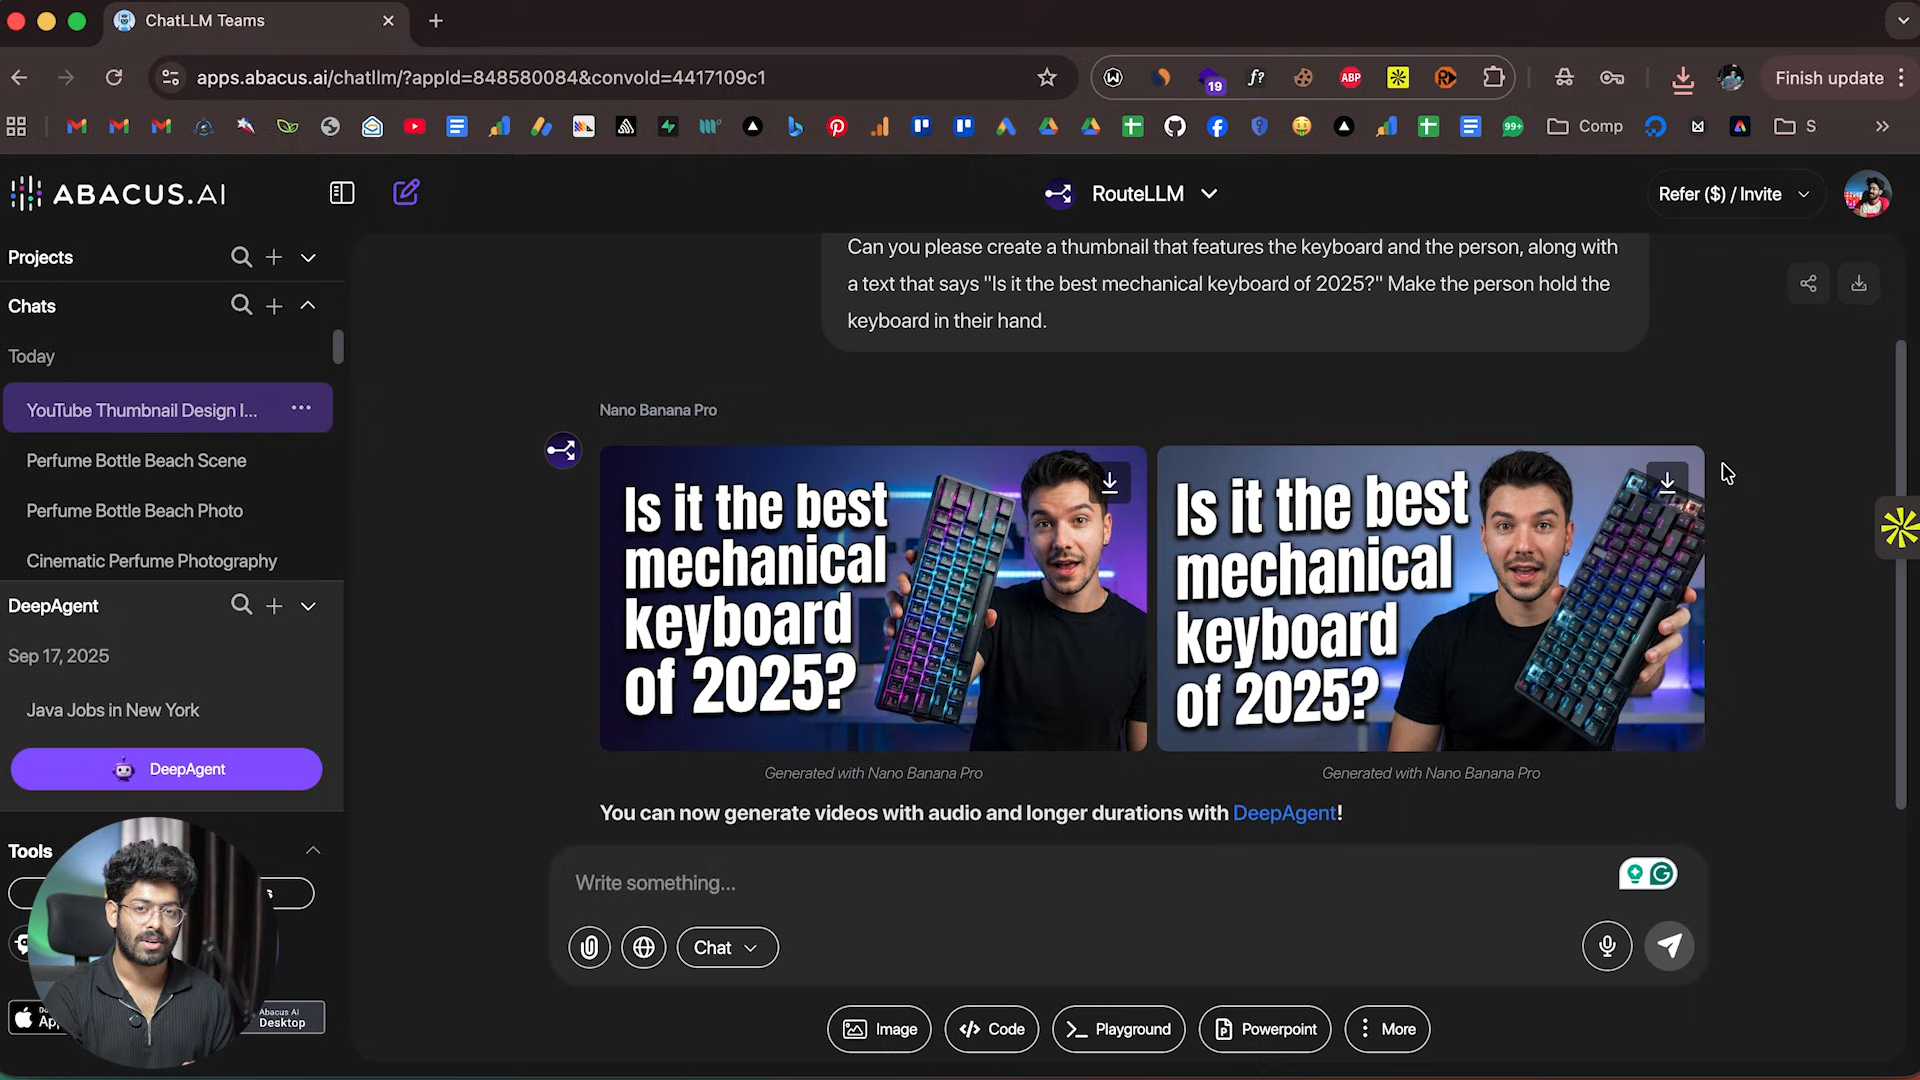 ChatLLM Teams
apps.abacus.ai/chatllm/?appId=848580084&convoId=4417109c1
19
f?
ABP
Finish update
99+
Comp
S
ABACUS.AI
RouteLLM
Refer ($) / Invite
Projects
Chats
Today
YouTube Thumbnail Design I...
Perfume Bottle Beach Scene
Perfume Bottle Beach Photo
Cinematic Perfume Photography
DeepAgent
Sep 17, 2025
Java Jobs in New York
DeepAgent
Tools
Abacus AI
Desktop
Can you please create a thumbnail that features the keyboard and the person, along with
a text that says "Is it the best mechanical keyboard of 2025?" Make the person hold the
keyboard in their hand.
Nano Banana Pro
Is it the best
mechanical
keyboard
of 2025?
Is it the best
mechanical
keyboard
of 2025?
Generated with Nano Banana Pro
Generated with Nano Banana Pro
You can now generate videos with audio and longer durations with DeepAgent!
Write something...
Chat
Image
Code
Playground
Powerpoint
More